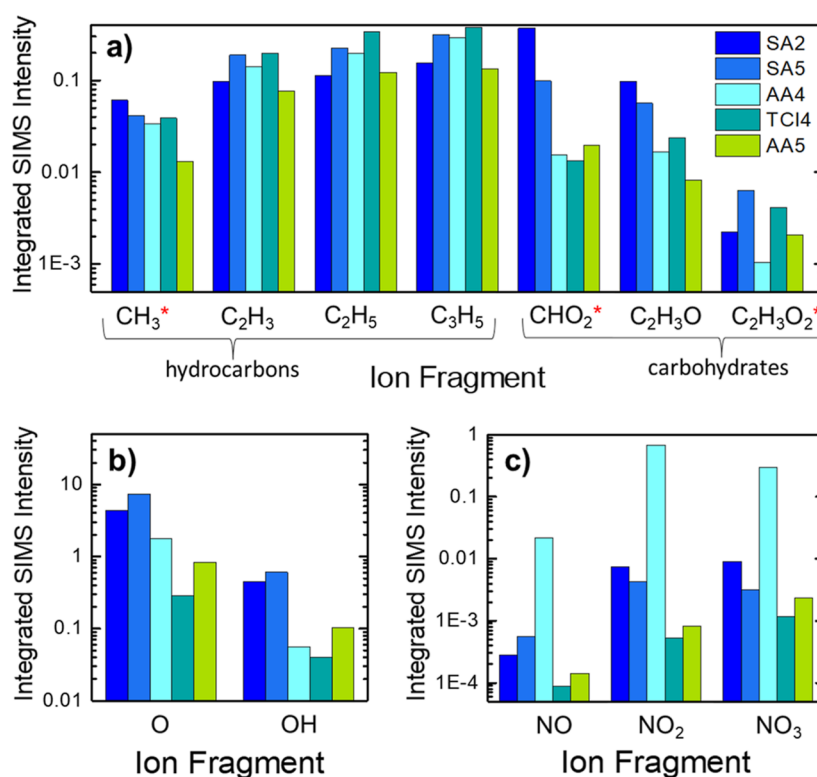 a)
Integrated SIMS Intensity
0.1
0.01
1E-3
SA2
SA5
AA4
TCI4
AA5
CH₃* C₂H₃ C₂H₅ C₃H₅ CHO₂* C₂H₃O C₂H₃O₂*
hydrocarbons carbohydrates
Ion Fragment
b)
Integrated SIMS Intensity
10
1
0.1
0.01
O OH
Ion Fragment
c)
Integrated SIMS Intensity
1
0.1
0.01
1E-3
1E-4
NO NO₂ NO₃
Ion Fragment